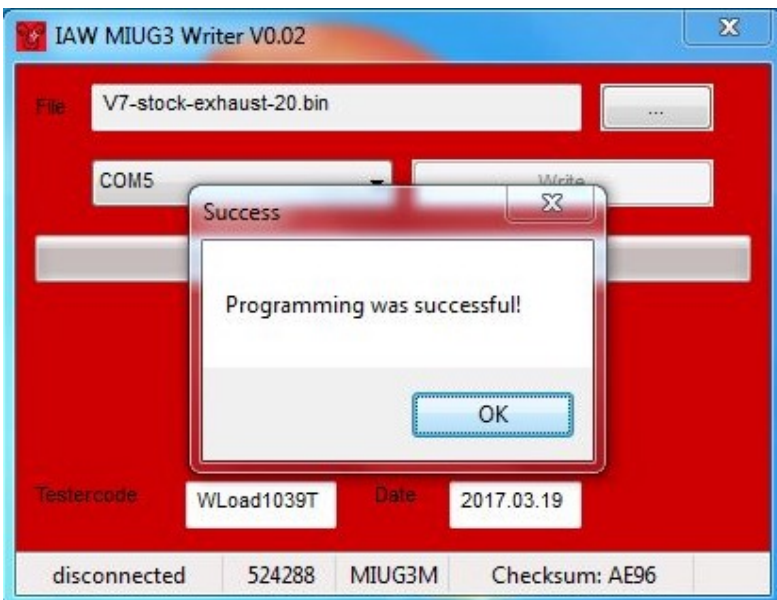 IAW MIUG3 Writer V0.02
File V7-stock-exhaust-20.bin ...
COM5 Write
Success
Programming was successful!
OK
Testercode WLoad1039T Date 2017.03.19
disconnected 524288 MIUG3M Checksum: AE96